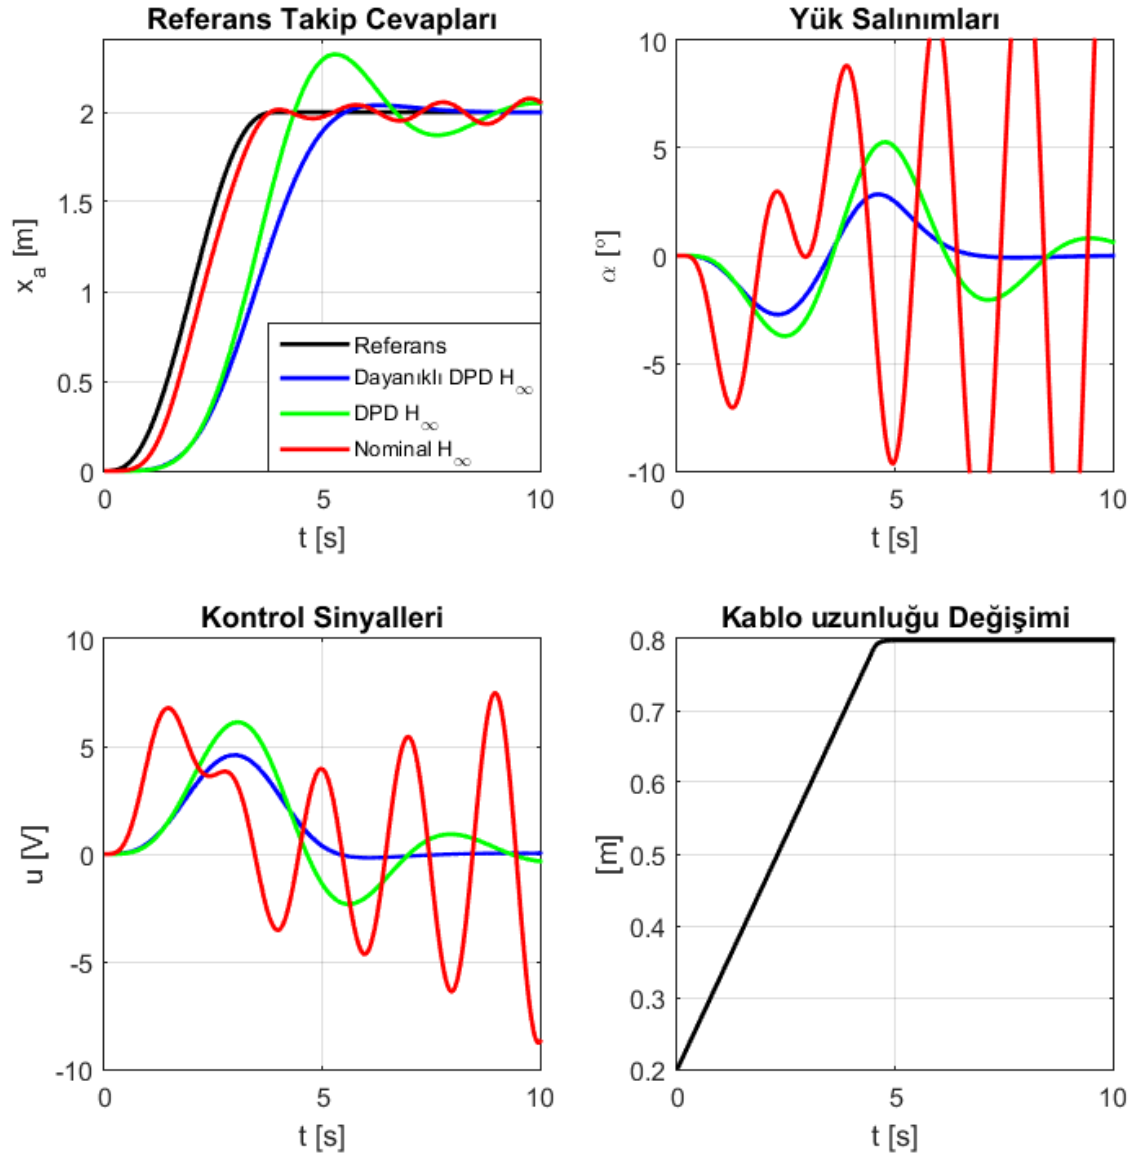 Referans Takip Cevapları
x_a [m]
2
1.5
1
0.5
0
0 5 10
t [s]
Referans
Dayanıklı DPD H_∞
DPD H_∞
Nominal H_∞
Yük Salınımları
α [°]
10
5
0
-5
-10
0 5 10
t [s]
Kontrol Sinyalleri
u [V]
10
5
0
-5
-10
0 5 10
t [s]
Kablo uzunluğu Değişimi
[m]
0.8
0.7
0.6
0.5
0.4
0.3
0.2
0 5 10
t [s]